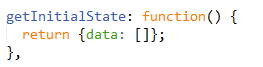 getInitialState: function() {
  return {data: []};
},